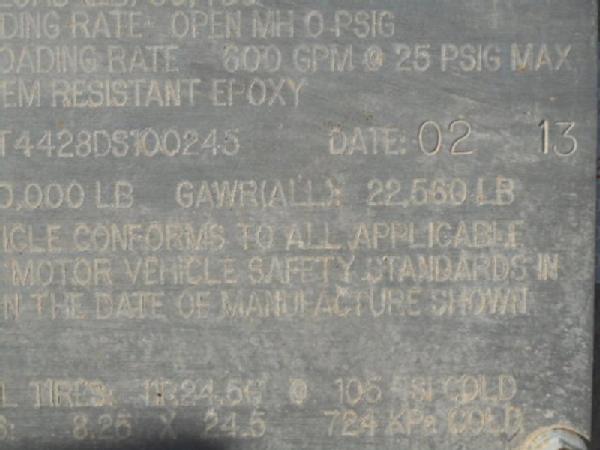 DING RATE: OPEN MH 0 PSIG
OADING RATE 600 GPM @ 25 PSIG MAX
EM RESISTANT EPOXY
T4428DS100245 DATE: 02 13
0,000 LB GAWR(ALL): 22,560 LB
ICLE CONFORMS TO ALL APPLICABLE
MOTOR VEHICLE SAFETY STANDARDS IN
N THE DATE OF MANUFACTURE SHOWN
L TIRES: 11R24.5G @ 105 PSI COLD
S: 8.25 X 24.5 724 KPa COLD